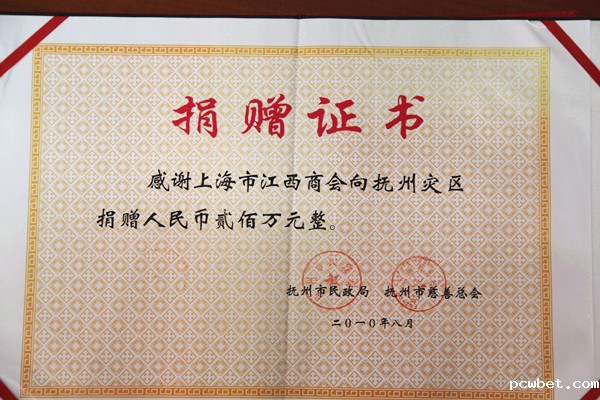 捐赠证书
感谢上海市江西商会向抚州灾区
捐赠人民币贰佰万元整。
抚州市民政局 抚州市慈善总会
二〇一〇年八月
pcwbet.com